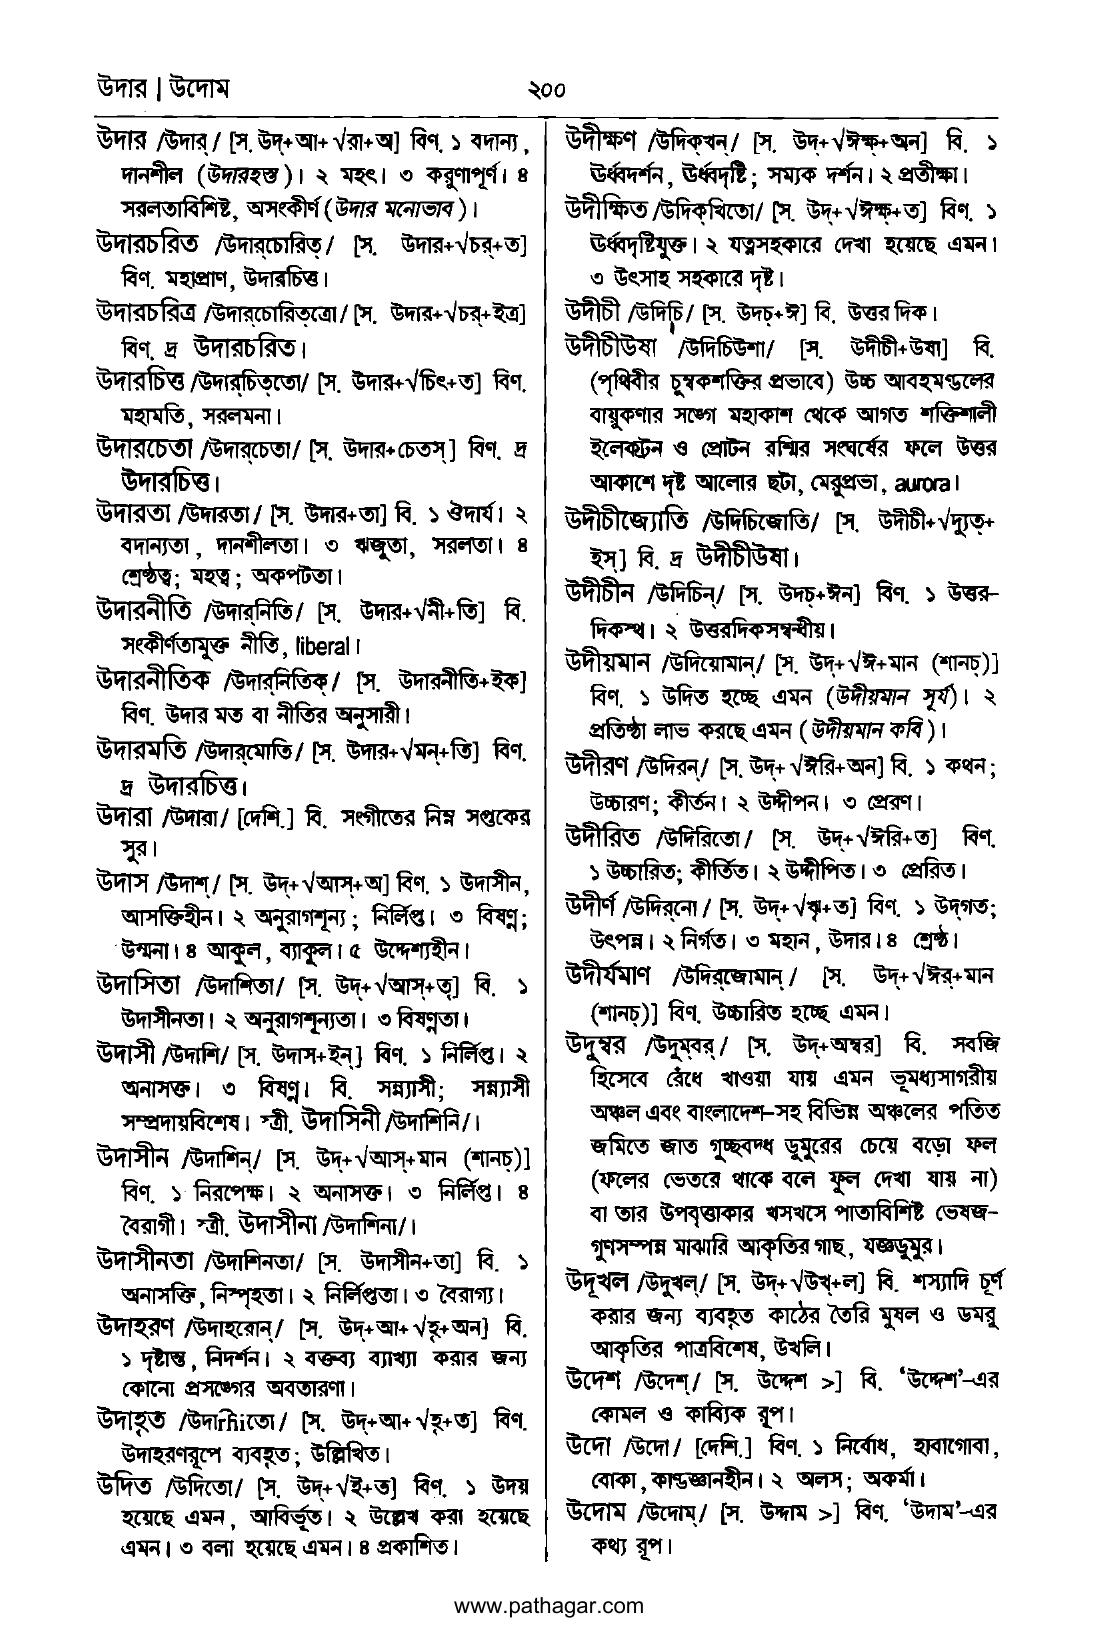 উদার | উদোম
২০০
উদার /উদার্/ [স. উদ্+আ+√রা+অ] বিণ. ১ বদান্য,
দানশীল (উদারহস্ত)। ২ মহৎ। ৩ করুণাপূর্ণ। ৪
সরলতাবিশিষ্ট, অসংকীর্ণ (উদার মনোভাব)।
উদারচরিত /উদার্‌চোরিত্/ [স. উদার+√চর্+ত]
বিণ. মহাপ্রাণ, উদারচিত্ত।
উদারচরিত্র /উদার্‌চোরিত্‌ত্রো/ [স. উদার+√চর্+ইত্র]
বিণ. দ্র উদারচরিত।
উদারচিত্ত /উদার্‌চিত্‌তো/ [স. উদার+√চিৎ+ত] বিণ.
মহামতি, সরলমনা।
উদারচেতা /উদার্‌চেতা/ [স. উদার+চেতস্] বিণ. দ্র
উদারচিত্ত।
উদারতা /উদারতা/ [স. উদার+তা] বি. ১ ঔদার্য। ২
বদান্যতা, দানশীলতা। ৩ ঋজুতা, সরলতা। ৪
শ্রেষ্ঠত্ব; মহত্ব; অকপটতা।
উদারনীতি /উদার্‌নিতি/ [স. উদার+√নী+তি] বি.
সংকীর্ণতামুক্ত নীতি, liberal।
উদারনীতিক /উদার্‌নিতিক্/ [স. উদারনীতি+ইক]
বিণ. উদার মত বা নীতির অনুসারী।
উদারমতি /উদার্‌মোতি/ [স. উদার+√মন্+তি] বিণ.
দ্র উদারচিত্ত।
উদারা /উদারা/ [দেশি.] বি. সংগীতের নিম্ন সপ্তকের
সুর।
উদাস /উদাশ্/ [স. উদ্+√আস্+অ] বিণ. ১ উদাসীন,
আসক্তিহীন। ২ অনুরাগশূন্য; নির্লিপ্ত। ৩ বিষণ্ণ;
উন্মনা। ৪ আকুল, ব্যাকুল। ৫ উদ্দেশ্যহীন।
উদাসিতা /উদাশিতা/ [স. উদ্+√আস্+তৃ] বি. ১
উদাসীনতা। ২ অনুরাগশূন্যতা। ৩ বিষণ্ণতা।
উদাসী /উদাশি/ [স. উদাস+ইন্] বিণ. ১ নির্লিপ্ত। ২
অনাসক্ত। ৩ বিষণ্ণ। বি. সন্ন্যাসী; সন্ন্যাসী
সম্প্রদায়বিশেষ। স্ত্রী. উদাসিনী /উদাশিনি/।
উদাসীন /উদাশিন্/ [স. উদ্+√আস্+মান (শানচ্)]
বিণ. ১ নিরপেক্ষ। ২ অনাসক্ত। ৩ নির্লিপ্ত। ৪
বৈরাগী। স্ত্রী. উদাসীনা /উদাশিনা/।
উদাসীনতা /উদাশিনতা/ [স. উদাসীন+তা] বি. ১
অনাসক্তি, নিস্পৃহতা। ২ নির্লিপ্ততা। ৩ বৈরাগ্য।
উদাহরণ /উদাহরোন্/ [স. উদ্+আ+√হৃ+অন] বি.
১ দৃষ্টান্ত, নিদর্শন। ২ বক্তব্য ব্যাখ্যা করার জন্য
কোনো প্রসঙ্গের অবতারণা।
উদাহৃত /উদাrhিতো/ [স. উদ্+আ+√হৃ+ত] বিণ.
উদাহরণরূপে ব্যবহৃত; উল্লিখিত।
উদিত /উদিতো/ [স. উদ্+√ই+ত] বিণ. ১ উদয়
হয়েছে এমন, আবির্ভূত। ২ উল্লেখ করা হয়েছে
এমন। ৩ বলা হয়েছে এমন। ৪ প্রকাশিত।
উদীক্ষণ /উদিক্‌খন্/ [স. উদ্+√ঈক্ষ্+অন] বি. ১
ঊর্ধ্বদর্শন, ঊর্ধ্বদৃষ্টি; সম্যক দর্শন। ২ প্রতীক্ষা।
উদীক্ষিত /উদিক্‌খিতো/ [স. উদ্+√ঈক্ষ্+ত] বিণ. ১
ঊর্ধ্বদৃষ্টিযুক্ত। ২ যত্নসহকারে দেখা হয়েছে এমন।
৩ উৎসাহ সহকারে দৃষ্ট।
উদীচী /উদিচি/ [স. উদচ্+ঈ] বি. উত্তর দিক।
উদীচীউষা /উদিচিউশা/ [স. উদীচী+উষা] বি.
(পৃথিবীর চুম্বকশক্তির প্রভাবে) উচ্চ আবহমণ্ডলের
বায়ুকণার সঙ্গে মহাকাশ থেকে আগত শক্তিশালী
ইলেকট্রন ও প্রোটন রশ্মির সংঘর্ষের ফলে উত্তর
আকাশে দৃষ্ট আলোর ছটা, মেরুপ্রভা, aurora।
উদীচীজ্যোতি /উদিচিজোতি/ [স. উদীচী+√দ্যুত্+
ইস্] বি. দ্র উদীচীউষা।
উদীচীন /উদিচিন্/ [স. উদচ্+ঈন] বিণ. ১ উত্তর-
দিকস্থ। ২ উত্তরদিকসম্বন্ধীয়।
উদীয়মান /উদিয়োমান্/ [স. উদ্+√ঈ+মান (শানচ্)]
বিণ. ১ উদিত হচ্ছে এমন (উদীয়মান সূর্য)। ২
প্রতিষ্ঠা লাভ করছে এমন (উদীয়মান কবি)।
উদীরণ /উদিরন্/ [স. উদ্+√ঈরি+অন] বি. ১ কথন;
উচ্চারণ; কীর্তন। ২ উদ্দীপন। ৩ প্রেরণ।
উদীরিত /উদিরিতো/ [স. উদ্+√ঈরি+ত] বিণ.
১ উচ্চারিত; কীর্তিত। ২ উদ্দীপিত। ৩ প্রেরিত।
উদীর্ণ /উদির্‌নো/ [স. উদ্+√ঋ+ত] বিণ. ১ উদ্‌গত;
উৎপন্ন। ২ নির্গত। ৩ মহান, উদার। ৪ শ্রেষ্ঠ।
উদীর্যমাণ /উদির্‌জোমান্/ [স. উদ্+√ঈর্+মান
(শানচ্)] বিণ. উচ্চারিত হচ্ছে এমন।
উদুম্বর /উদুম্‌বর্/ [স. উদ্+অম্বর] বি. সবজি
হিসেবে রেঁধে খাওয়া যায় এমন ভূমধ্যসাগরীয়
অঞ্চল এবং বাংলাদেশ-সহ বিভিন্ন অঞ্চলের পতিত
জমিতে জাত গুচ্ছবদ্ধ ডুমুরের চেয়ে বড়ো ফল
(ফলের ভেতরে থাকে বলে ফুল দেখা যায় না)
বা তার উপবৃত্তাকার খসখসে পাতাবিশিষ্ট ভেষজ-
গুণসম্পন্ন মাঝারি আকৃতির গাছ, যজ্ঞডুমুর।
উদূখল /উদুখল্/ [স. উদ্+√উখ্+ল] বি. শস্যাদি চূর্ণ
করার জন্য ব্যবহৃত কাঠের তৈরি মুষল ও ডমরু
আকৃতির পাত্রবিশেষ, উখলি।
উদেশ /উদেশ্/ [স. উদ্দেশ >] বি. ‘উদ্দেশ’-এর
কোমল ও কাব্যিক রূপ।
উদো /উদো/ [দেশি.] বিণ. ১ নির্বোধ, হাবাগোবা,
বোকা, কাণ্ডজ্ঞানহীন। ২ অলস; অকর্মা।
উদোম /উদোম্/ [স. উদ্দাম >] বিণ. ‘উদাম’-এর
কথ্য রূপ।
www.pathagar.com